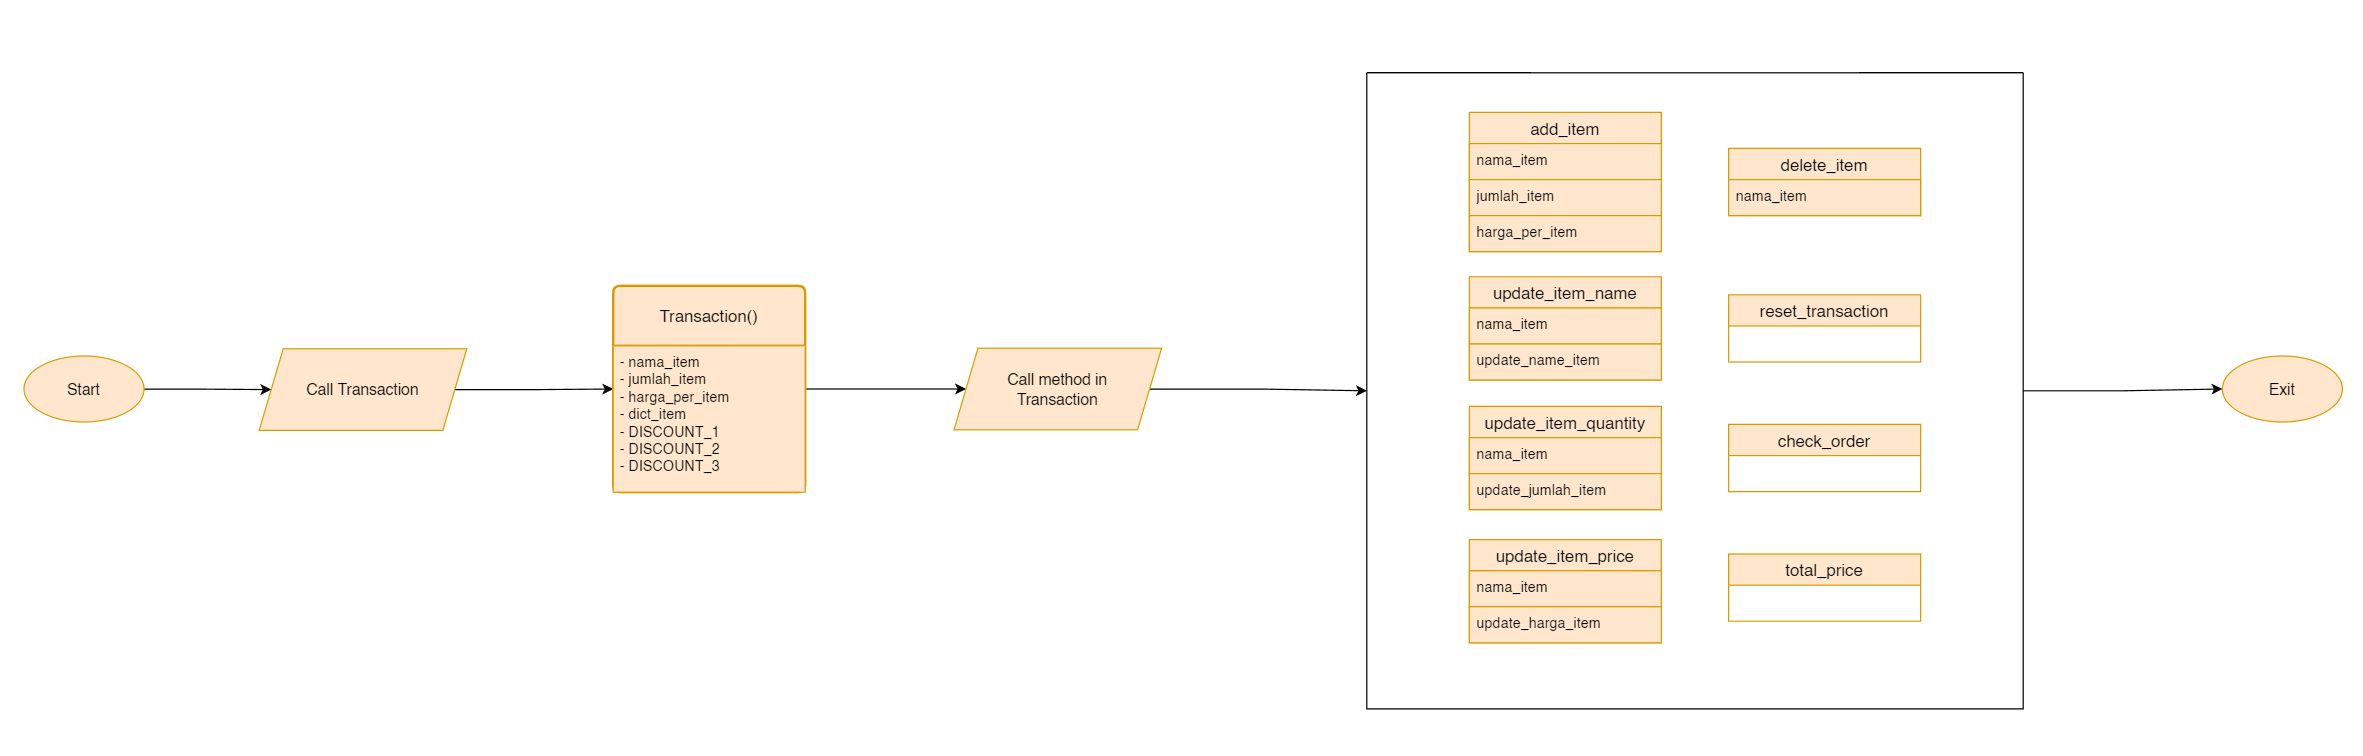 Start
Call Transaction
Transaction()
- nama_item
- jumlah_item
- harga_per_item
- dict_item
- DISCOUNT_1
- DISCOUNT_2
- DISCOUNT_3
Call method in
Transaction
add_item
nama_item
jumlah_item
harga_per_item
update_item_name
nama_item
update_name_item
update_item_quantity
nama_item
update_jumlah_item
update_item_price
nama_item
update_harga_item
delete_item
nama_item
reset_transaction
check_order
total_price
Exit